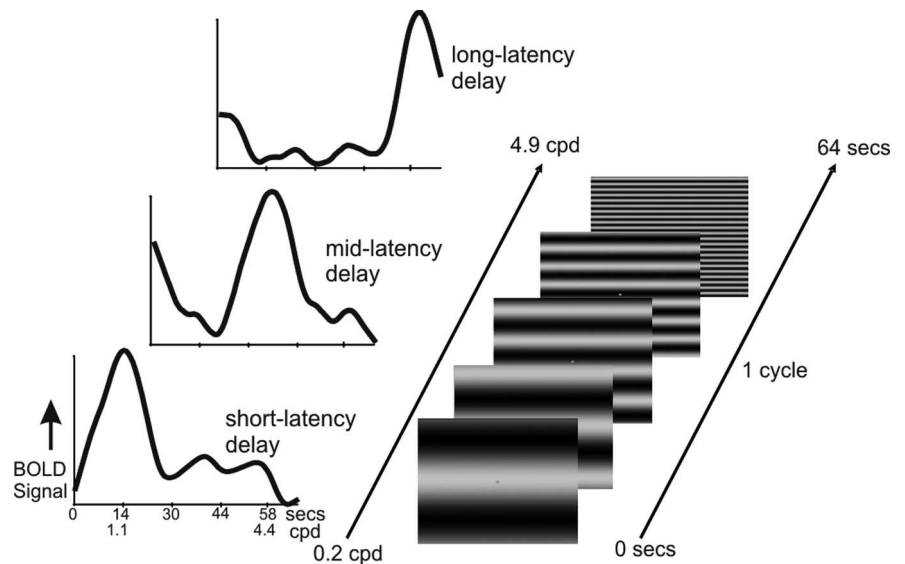 long-latency
delay
4.9 cpd
64 secs
mid-latency
delay
1 cycle
short-latency
delay
BOLD
Signal
0 14 30 44 58 secs
1.1 4.4 cpd
0.2 cpd
0 secs